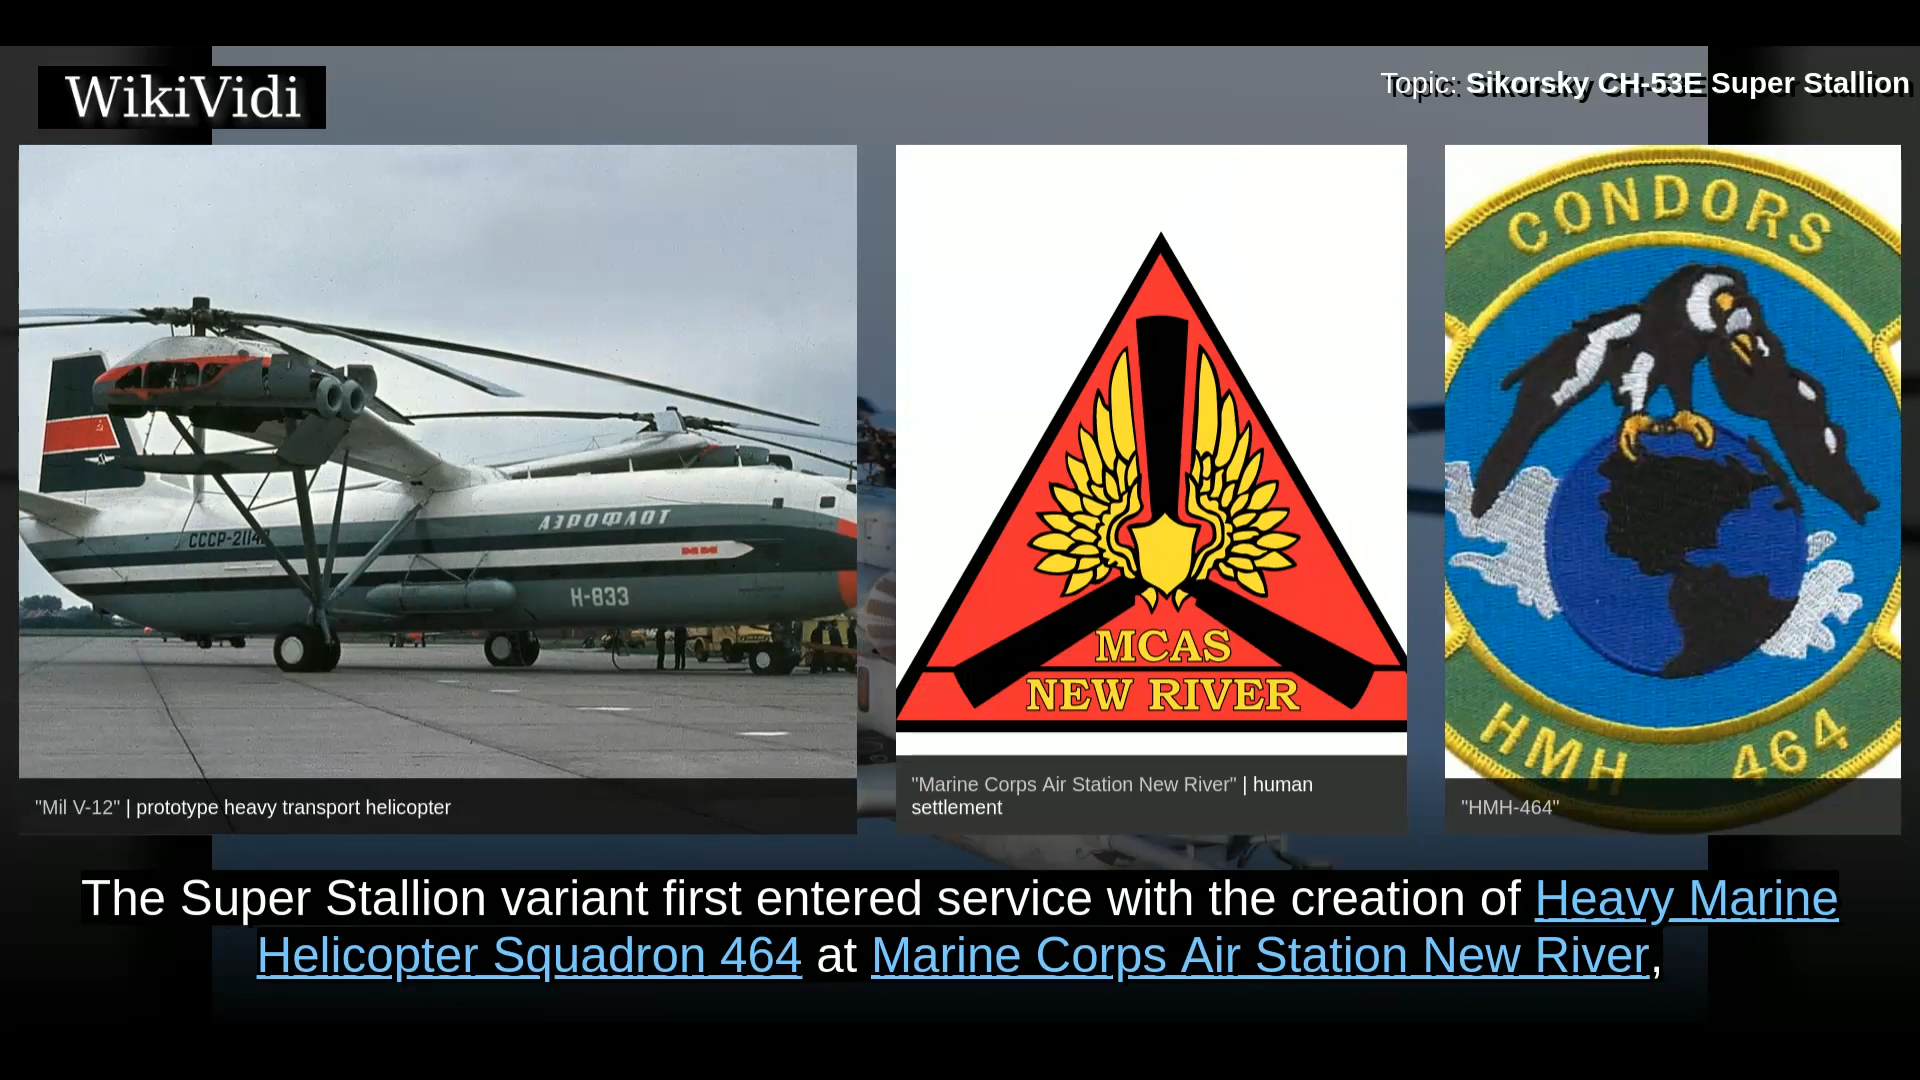 WikiVidi
Topic: Sikorsky CH-53E Super Stallion
АЭРОФЛОТ
Н-833
MCAS
NEW RIVER
CONDORS
HMH 464
"Mil V-12" | prototype heavy transport helicopter
"Marine Corps Air Station New River" | human
settlement
"HMH-464"
The Super Stallion variant first entered service with the creation of Heavy Marine
Helicopter Squadron 464 at Marine Corps Air Station New River,